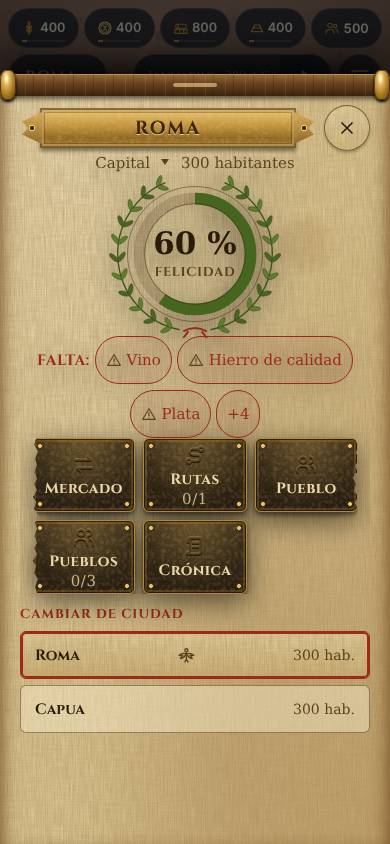 400 400 800 400 500
ROMA
Capital ▾ 300 habitantes
60 %
FELICIDAD
FALTA: Vino Hierro de calidad
Plata +4
MERCADO RUTAS 0/1 PUEBLO
PUEBLOS 0/3 CRÓNICA
CAMBIAR DE CIUDAD
ROMA 300 hab.
CAPUA 300 hab.